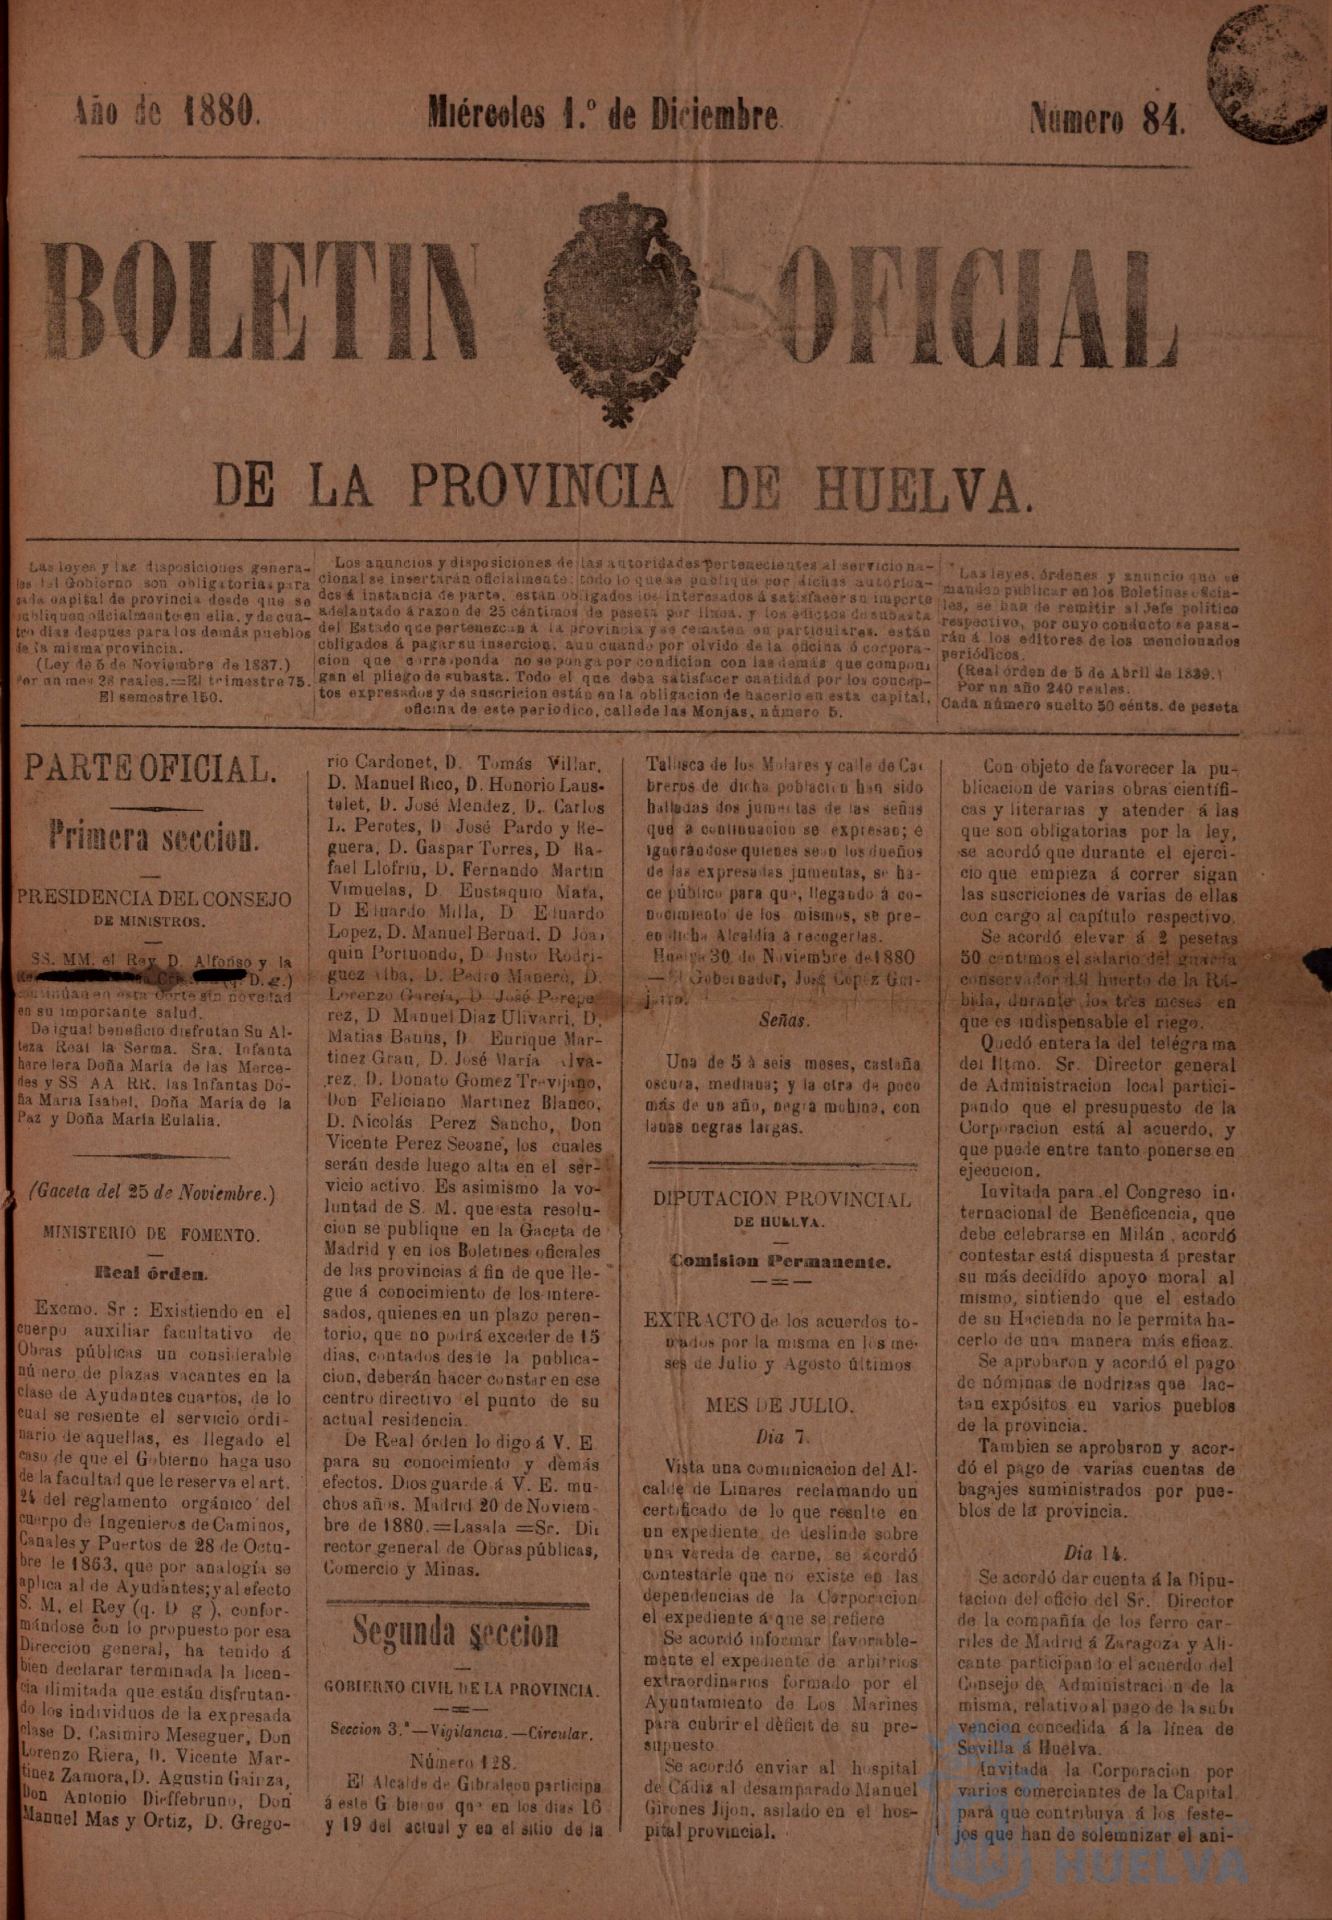 Año de 1880.
Miércoles 1.º de Diciembre.
Número 84.
BOLETIN OFICIAL
DE LA PROVINCIA DE HUELVA.
Las leyes y las disposiciones genera-
les del Gobierno son obligatorias para
cada capital de provincia desde que se
publiquen oficialmente en ella, y de cua-
tro dias despues para los demás pueblos
de la misma provincia.
(Ley de 5 de Noviembre de 1837.)
Por un mes 28 reales.=El trimestre 75.
El semestre 150.
Los anuncios y disposiciones de las autoridades pertenecientes al servicio na-
cional se insertarán oficialmente: todo lo que se publique por dichas autorica-
des á instancia de parte, están obligados los interesados á satisfacer su importe
adelantado á razon de 25 céntimos de peseta por línea, y los edictos de subasta
del Estado que pertenezcan á la provincia y se rematen en particulares, están
obligados á pagar su insercion, aun cuando por olvido de la oficina ó corpora-
cion que corresponda no se ponga por condicion con las demás que compon-
gan el pliego de subasta. Todo el que deba satisfacer cantidad por los concep-
tos expresados y de suscricion están en la obligacion de hacerlo en esta capital,
oficina de este periodico, calle de las Monjas, número 5.
Las leyes, órdenes y anuncio que se
manden publicar en los Boletines oficia-
les, se han de remitir al Jefe político
respectivo, por cuyo conducto se pasa-
rán á los editores de los mencionados
periódicos.
(Real órden de 5 de Abril de 1839.)
Por un año 240 reales.
Cada número suelto 50 cénts. de peseta
PARTE OFICIAL.
Primera seccion.
PRESIDENCIA DEL CONSEJO
DE MINISTROS.
SS. MM. el Rey D. Alfonso y la
(q. D. g.)
continúan en esta Corte sin novedad
en su importante salud.
De igual beneficio disfrutan Su Al-
teza Real la Serma. Sra. Infanta
heredera Doña María de las Merce-
des y SS AA RR. las Infantas Do-
ña María Isabel, Doña María de la
Paz y Doña María Eulalia.
(Gaceta del 25 de Noviembre.)
MINISTERIO DE FOMENTO.
Real órden.
Excmo. Sr : Existiendo en el
cuerpo auxiliar facultativo de
Obras públicas un considerable
número de plazas vacantes en la
clase de Ayudantes cuartos, de lo
cual se resiente el servicio ordi-
nario de aquellas, es llegado el
caso de que el Gobierno haga uso
de la facultad que le reserva el art.
24 del reglamento orgánico del
cuerpo de Ingenieros de Caminos,
Canales y Puertos de 28 de Octu-
bre de 1863, que por analogía se
aplica al de Ayudantes; y al efecto
S. M. el Rey (q. D g ), confor-
mándose con lo propuesto por esa
Direccion general, ha tenido á
bien declarar terminada la licen-
cia ilimitada que están disfrutan-
do los individuos de la expresada
clase D. Casimiro Meseguer, Don
Lorenzo Riera, D. Vicente Mar-
tinez Zamora, D. Agustin Gainza,
Don Antonio Dieffebruno, Don
Manuel Mas y Ortiz, D. Grego-
rio Cardonet, D. Tomás Villar,
D. Manuel Rico, D. Honorio Laus-
talet, D. José Mendez, D. Carlos
L. Perotes, D José Pardo y Re-
guera, D. Gaspar Torres, D Ra-
fael Llofriu, D. Fernando Martin
Vimuelas, D. Eustaquio Mata,
D Eduardo Milla, D Eduardo
Lopez, D. Manuel Bernad, D Joa-
quin Portuondo, D Justo Rodri-
guez Alba, D. Pedro Manero, D.
Lorenzo García, D José Perepe
rez, D Manuel Diaz Ulivarri, D.
Matias Banús, D Enrique Mar-
tinez Grau, D. José María Alva-
rez, D. Donato Gomez Trevijano,
Don Feliciano Martinez Blanco,
D. Nicolás Perez Sancho, Don
Vicente Perez Seoane, los cuales
serán desde luego alta en el ser-
vicio activo. Es asimismo la vo-
luntad de S. M. que esta resolu-
cion se publique en la Gaceta de
Madrid y en los Boletines oficiales
de las provincias á fin de que lle-
gue á conocimiento de los intere-
sados, quienes en un plazo peren-
torio, que no podrá exceder de 15
dias, contados desde la publica-
cion, deberán hacer constar en ese
centro directivo el punto de su
actual residencia.
De Real órden lo digo á V. E
para su conocimiento y demás
efectos. Dios guarde á V. E. mu-
chos años. Madrid 20 de Noviem-
bre de 1880.=Lasala =Sr. Di-
rector general de Obras públicas,
Comercio y Minas.
Segunda seccion
GOBIERNO CIVIL DE LA PROVINCIA.
Seccion 3.ª—Vigilancia.—Circular.
Número 128.
El Alcalde de Gibraleon participa
á este Gobierno que en los dias 16
y 19 del actual y en el sitio de la
Tallisca de los Molares y calle de Ca-
breros de dicha poblacion han sido
halladas dos jumentas de las señas
que á continuacion se expresan; é
ignorándose quienes sean los dueños
de las expresadas jumentas, se ha-
ce público para que, llegando á co-
nocimiento de los mismos, se pre-
en dicha Alcaldía á recogerlas.
Huelva 30 de Noviembre de 1880
—El Gobernador, José Lopez Gui-
jarro.
Señas.
Una de 5 á seis meses, castaña
oscura, mediana; y la otra de poco
más de un año, negra mohina, con
lanas negras largas.
DIPUTACION PROVINCIAL
DE HUELVA.
Comision Permanente.
EXTRACTO de los acuerdos to-
mados por la misma en los me-
ses de Julio y Agosto últimos
MES DE JULIO.
Dia 7.
Vista una comunicacion del Al-
calde de Linares reclamando un
certificado de lo que resulte en
un expediente de deslinde sobre
una vereda de carne, se acordó
contestarle que no existe en las
dependencias de la Corporacion
el expediente á que se refiere
Se acordó informar favorable-
mente el expediente de arbitrios
extraordinarios formado por el
Ayuntamiento de Los Marines
para cubrir el déficit de su pre-
supuesto.
Se acordó enviar al hospital
de Cádiz al desamparado Manuel
Girones Jijon, asilado en el hos-
pital provincial.
Con objeto de favorecer la pu-
blicacion de varias obras científi-
cas y literarias y atender á las
que son obligatorias por la ley,
se acordó que durante el ejerci-
cio que empieza á correr sigan
las suscriciones de varias de ellas
con cargo al capítulo respectivo.
Se acordó elevar á 2 pesetas
50 céntimos el salario del guarda
conservador del huerto de la Rá-
bida, durante los tres meses en
que es indispensable el riego.
Quedó enterada del telégrama
del Iltmo. Sr. Director general
de Administracion local partici-
pando que el presupuesto de la
Corporacion está al acuerdo, y
que puede entre tanto ponerse en
ejecucion.
Invitada para el Congreso in-
ternacional de Beneficencia, que
debe celebrarse en Milán, acordó
contestar está dispuesta á prestar
su más decidido apoyo moral al
mismo, sintiendo que el estado
de su Hacienda no le permita ha-
cerlo de una manera más eficaz.
Se aprobaron y acordó el pago
de nóminas de nodrizas que lac-
tan expósitos en varios pueblos
de la provincia.
Tambien se aprobaron y acor-
dó el pago de varias cuentas de
bagajes suministrados por pue-
blos de la provincia.
Dia 14.
Se acordó dar cuenta á la Dipu-
tacion del oficio del Sr. Director
de la compañía de los ferro car-
riles de Madrid á Zaragoza y Ali-
cante participando el acuerdo del
Consejo de Administracion de la
misma, relativo al pago de la sub-
vencion concedida á la línea de
Sevilla á Huelva.
Invitada la Corporacion por
varios comerciantes de la Capital
para que contribuya á los feste-
jos que han de solemnizar el ani-
HUELVA